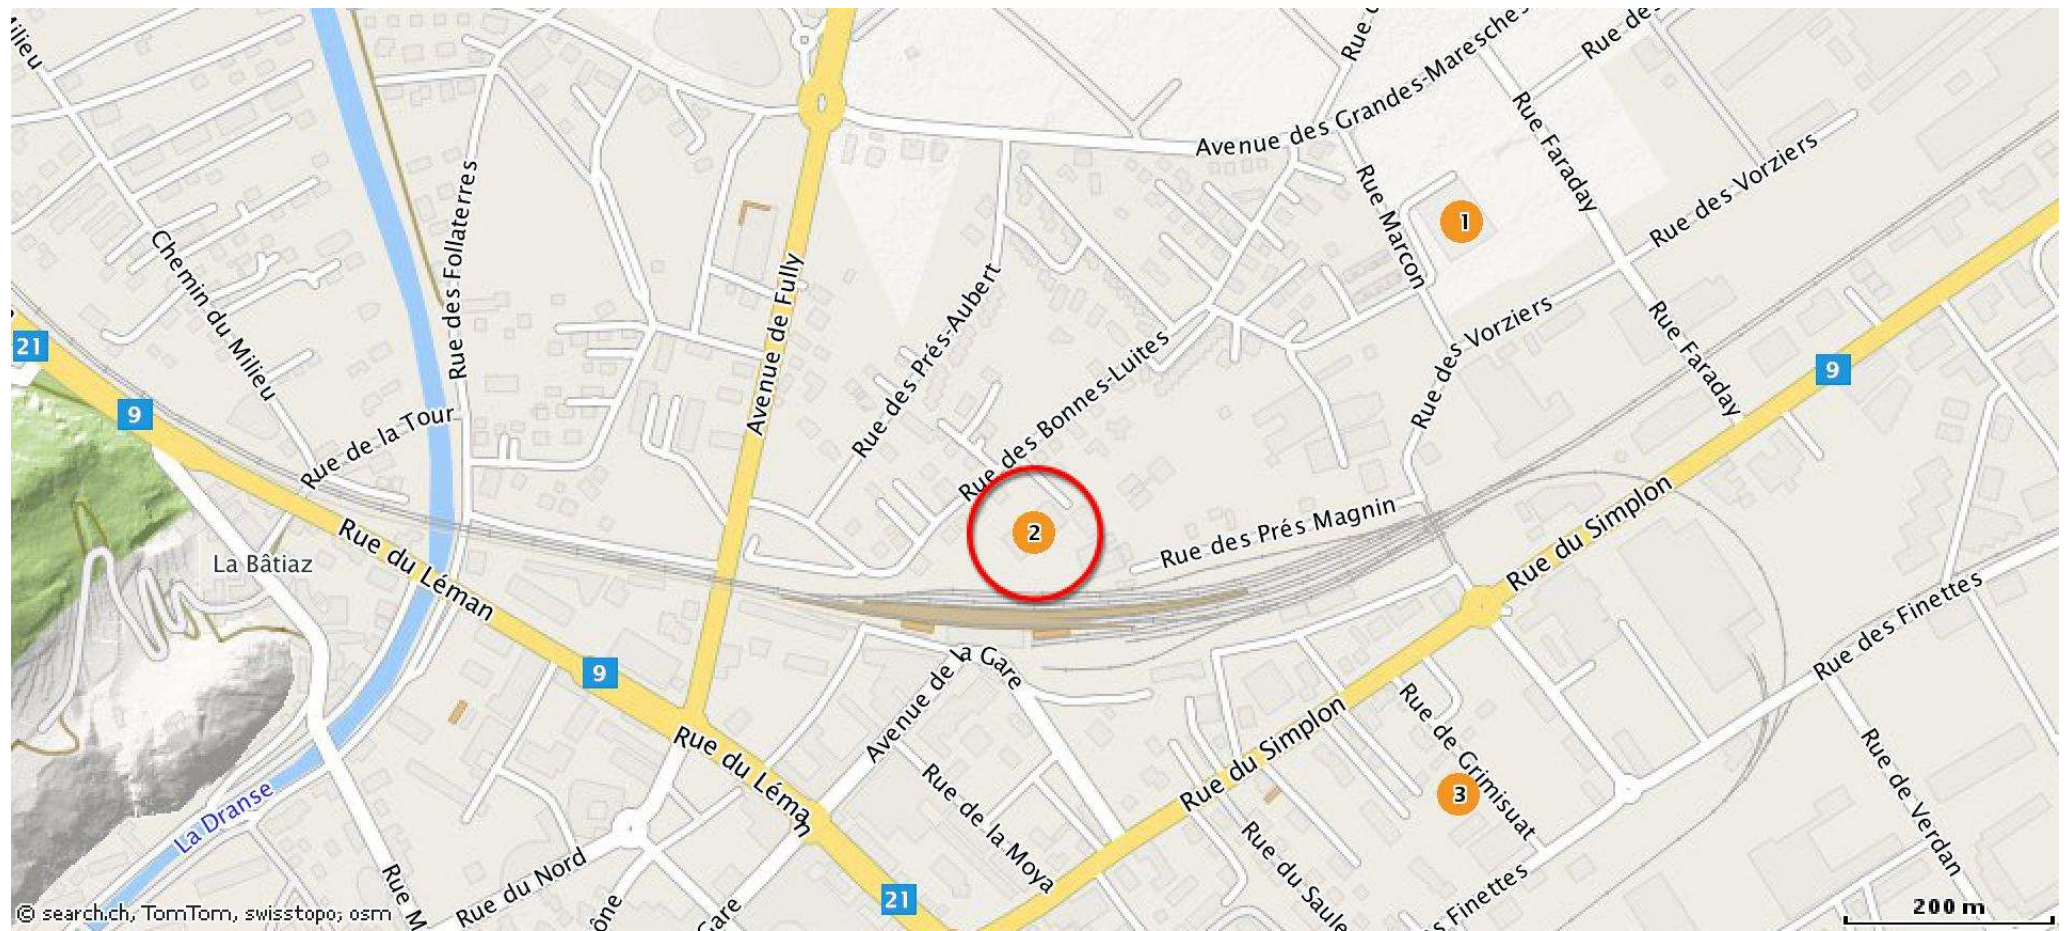 Milieu
Rue des
Avenue des Grandes-Maresches
Rue Faraday
Rue des Vorziers
Rue Marcon
1
Chemin du Milieu
Rue des Follaterres
Avenue de Fully
Rue des Prés-Aubert
Rue des Bonnes-Luites
Rue des Vorziers
Rue Faraday
21
9
9
Rue de la Tour
2
Rue des Prés Magnin
Rue du Simplon
La Bâtiaz
Rue du Léman
Rue des Finettes
9
Avenue de la Gare
Rue du Léman
Rue du Simplon
Rue de Grimisuat
3
Rue de la Moya
Rue de Verdan
La Dranse
Rue du Nord
Rue du Saule
Finettes
21
Gare
Rue M
© search.ch, TomTom, swisstopo, osm
200 m